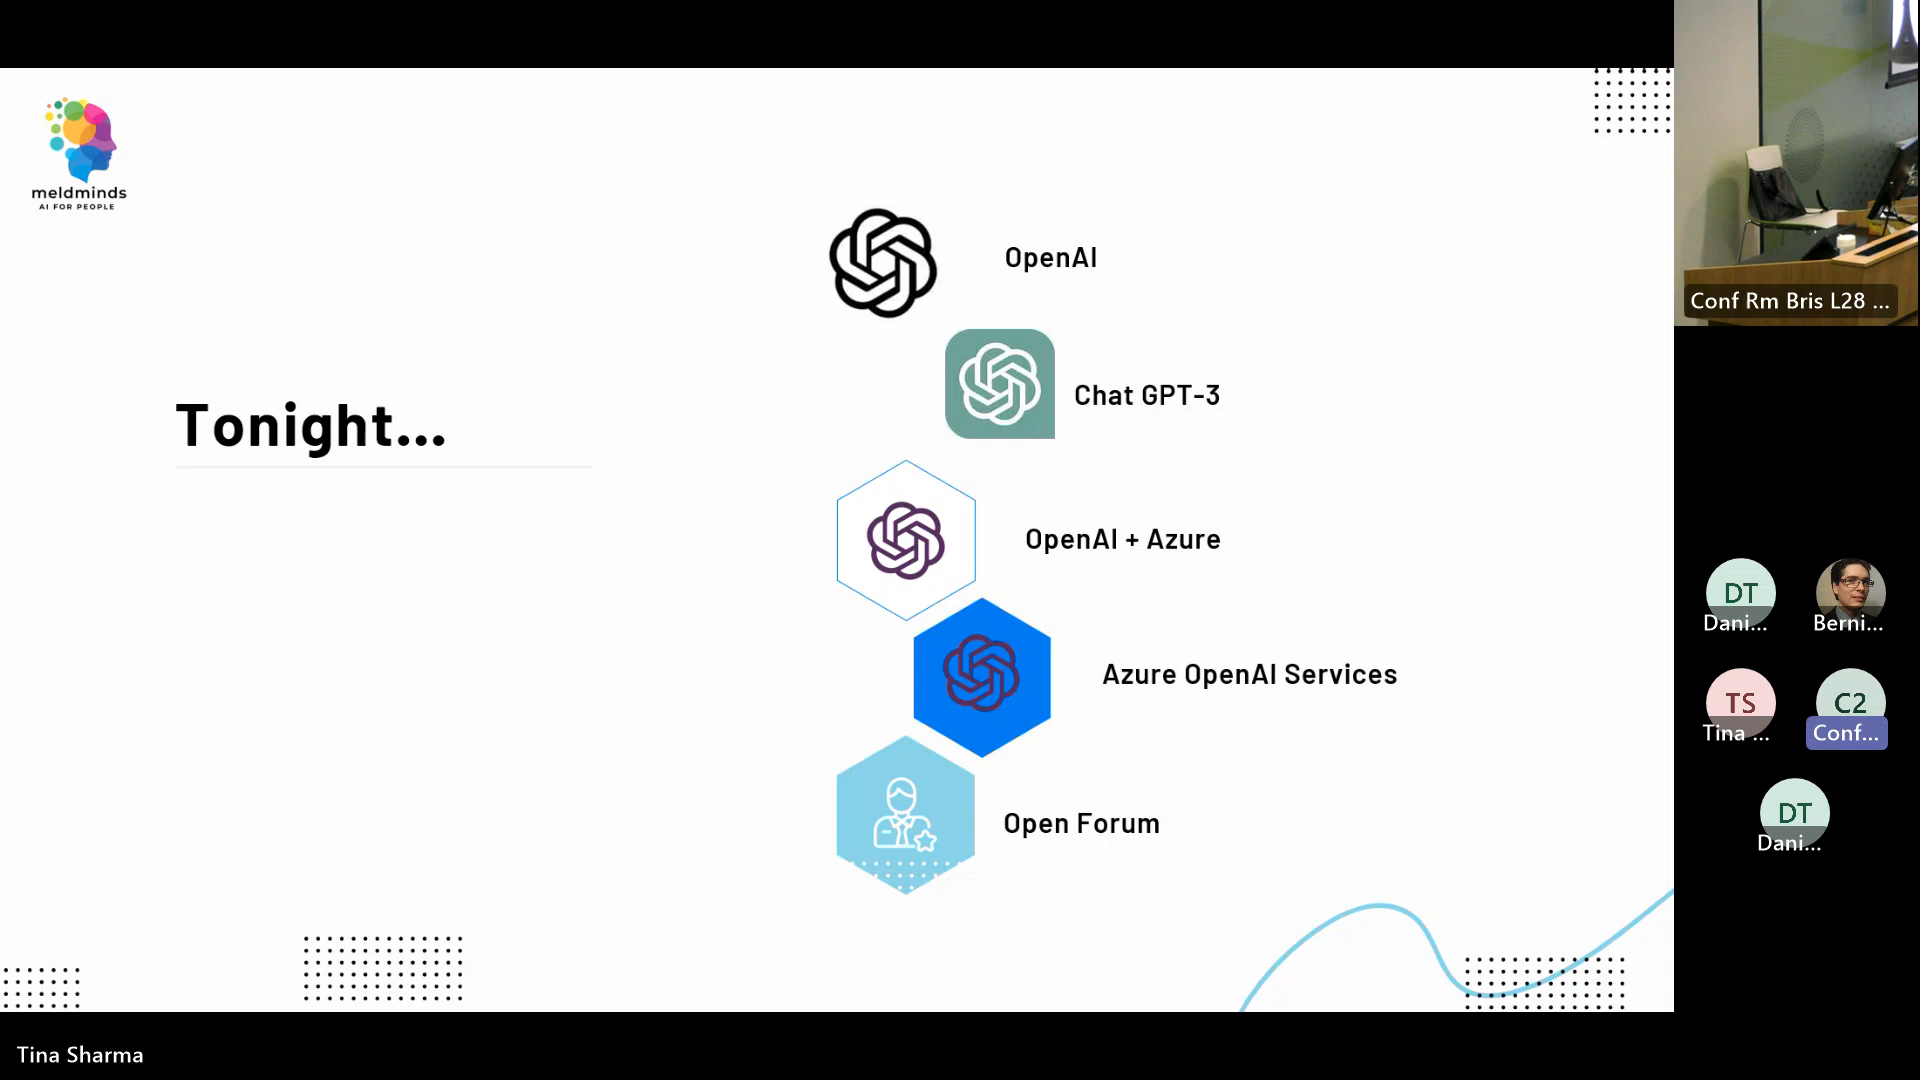 meldminds
AI FOR PEOPLE
Tonight...
OpenAI
Chat GPT-3
OpenAI + Azure
Azure OpenAI Services
Open Forum
Conf Rm Bris L28 ...
DT
Dani...
Berni...
TS
Tina ...
C2
Conf...
DT
Dani...
Tina Sharma